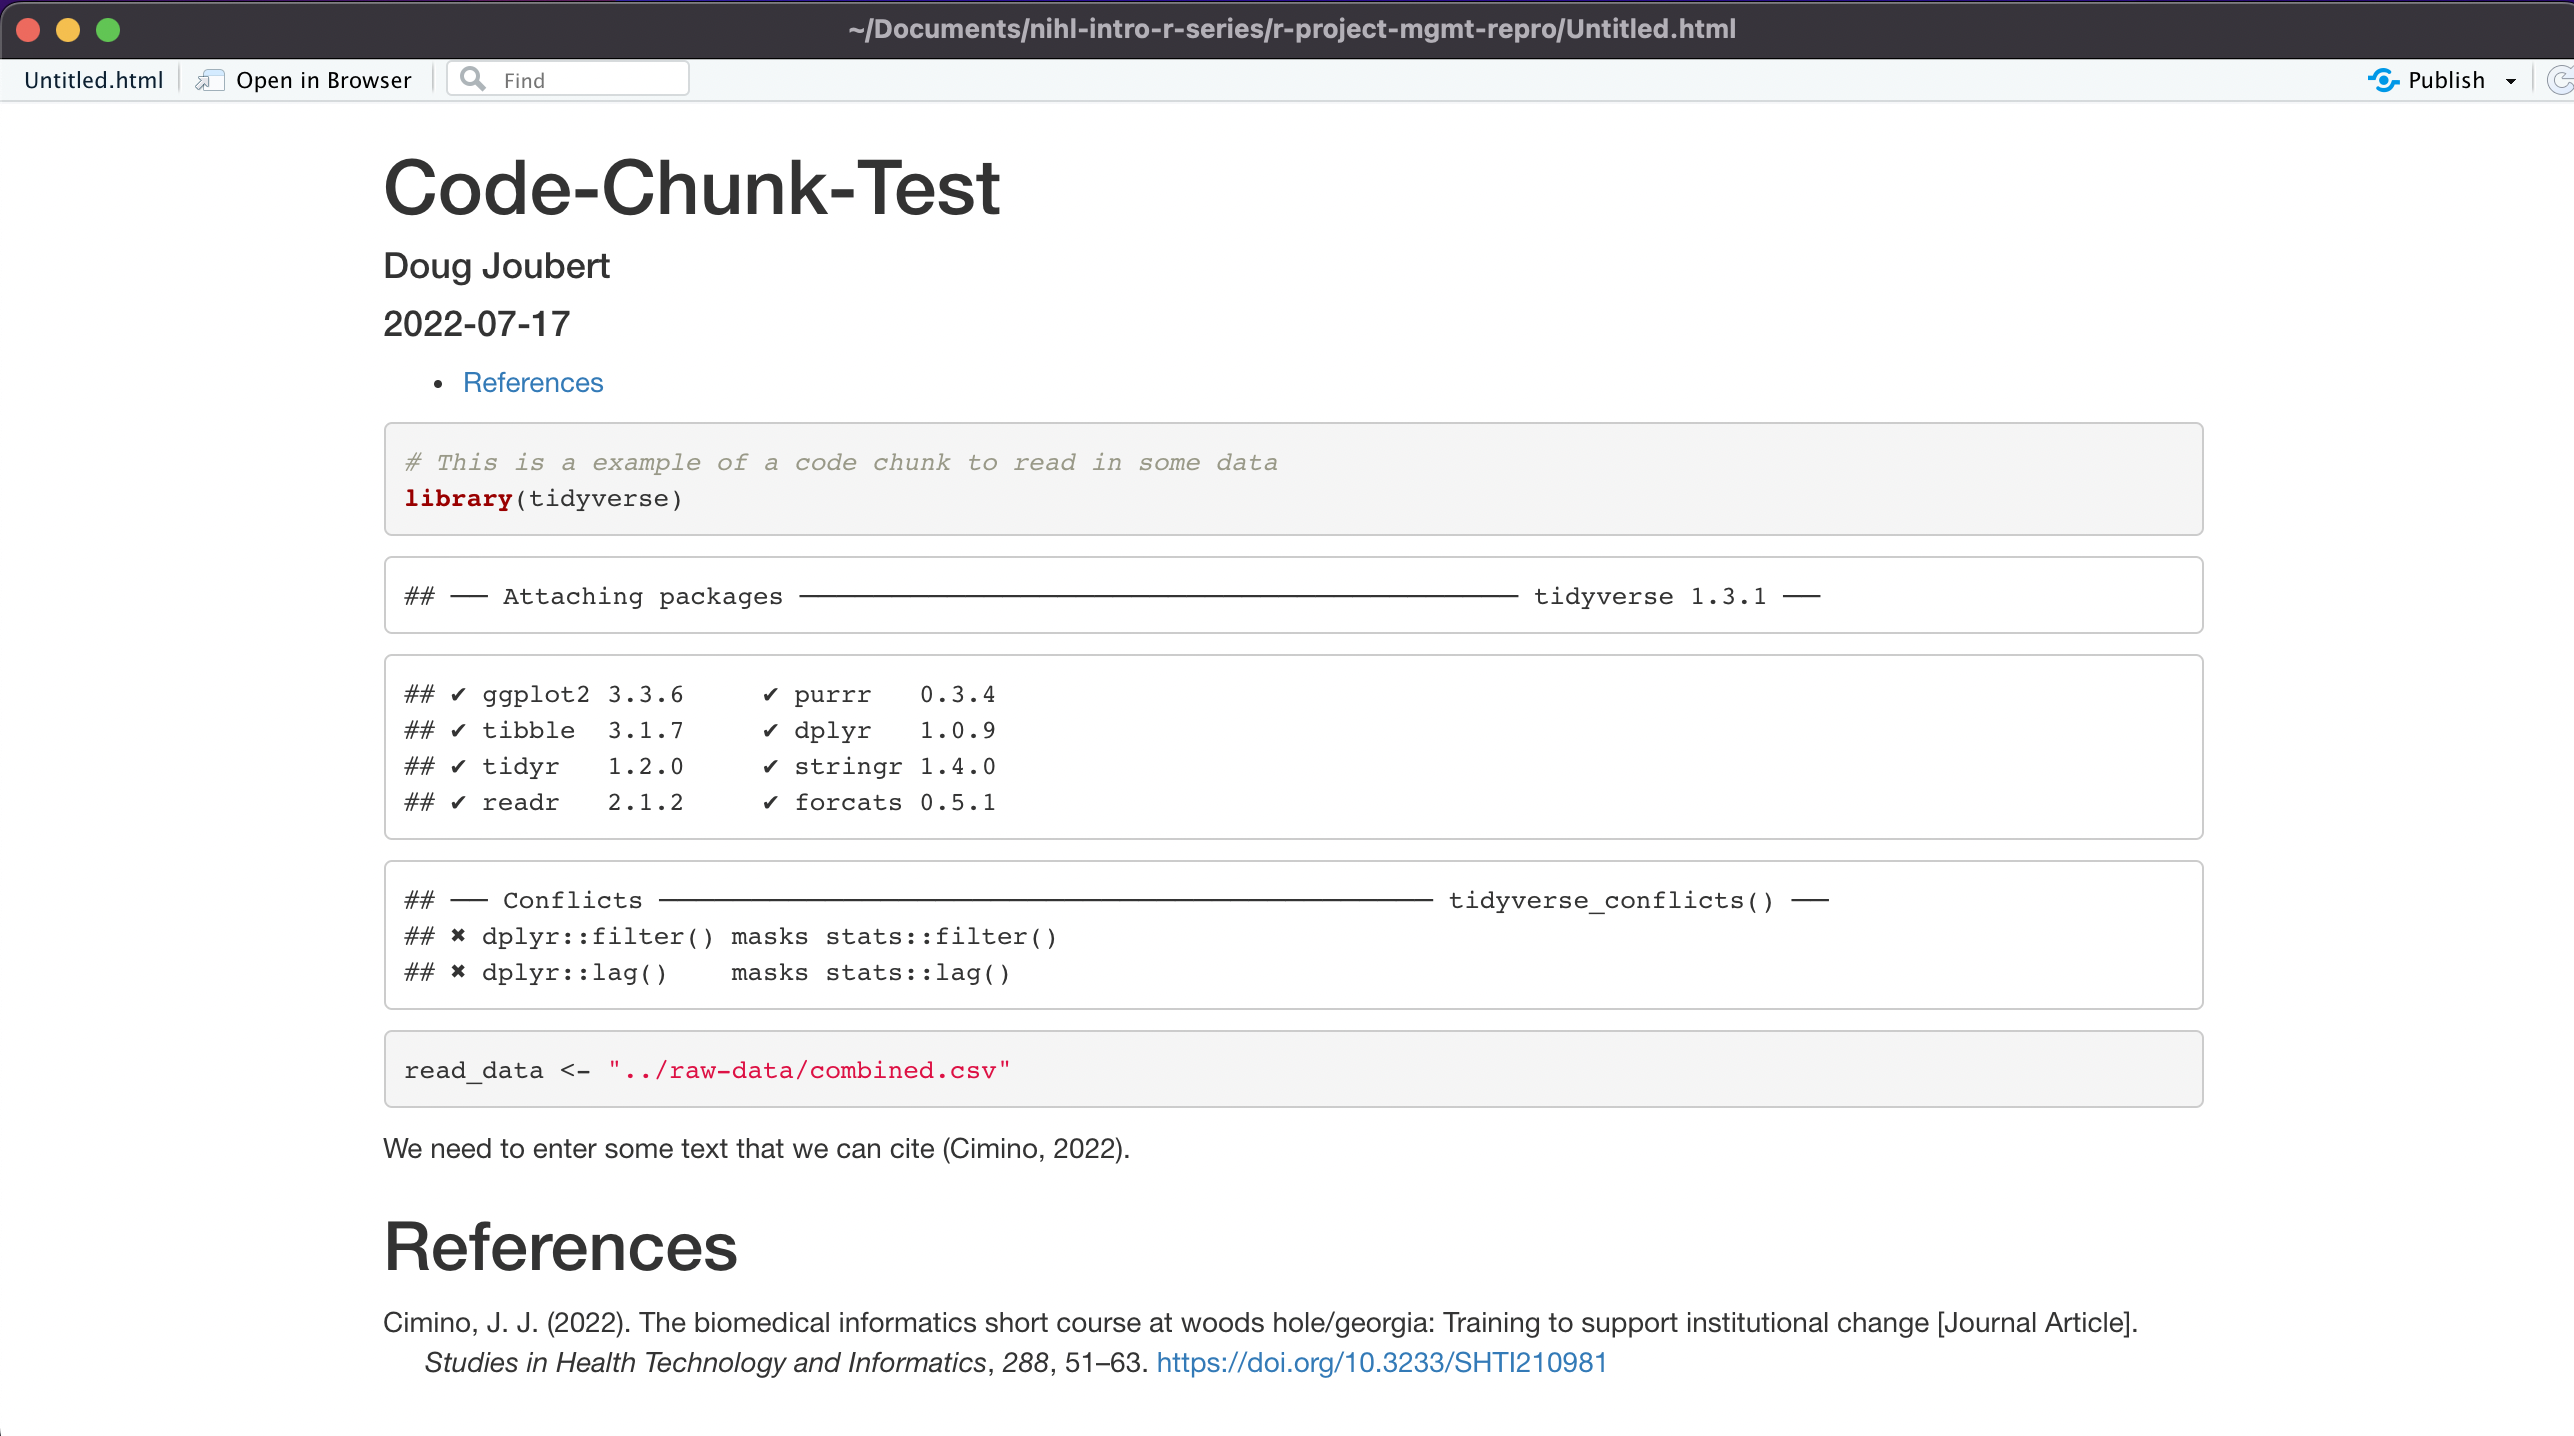 ~/Documents/nihl-intro-r-series/r-project-mgmt-repro/Untitled.html
Untitled.html Open in Browser Find Publish
Code-Chunk-Test
Doug Joubert
2022-07-17
• References
# This is a example of a code chunk to read in some data
library(tidyverse)
## ── Attaching packages ─────────────────────────────────────── tidyverse 1.3.1 ──
## ✔ ggplot2 3.3.6     ✔ purrr   0.3.4
## ✔ tibble  3.1.7     ✔ dplyr   1.0.9
## ✔ tidyr   1.2.0     ✔ stringr 1.4.0
## ✔ readr   2.1.2     ✔ forcats 0.5.1
## ── Conflicts ────────────────────────────────────────── tidyverse_conflicts() ──
## ✖ dplyr::filter() masks stats::filter()
## ✖ dplyr::lag()    masks stats::lag()
read_data <- "../raw-data/combined.csv"
We need to enter some text that we can cite (Cimino, 2022).
References
Cimino, J. J. (2022). The biomedical informatics short course at woods hole/georgia: Training to support institutional change [Journal Article].
Studies in Health Technology and Informatics, 288, 51–63. https://doi.org/10.3233/SHTI210981